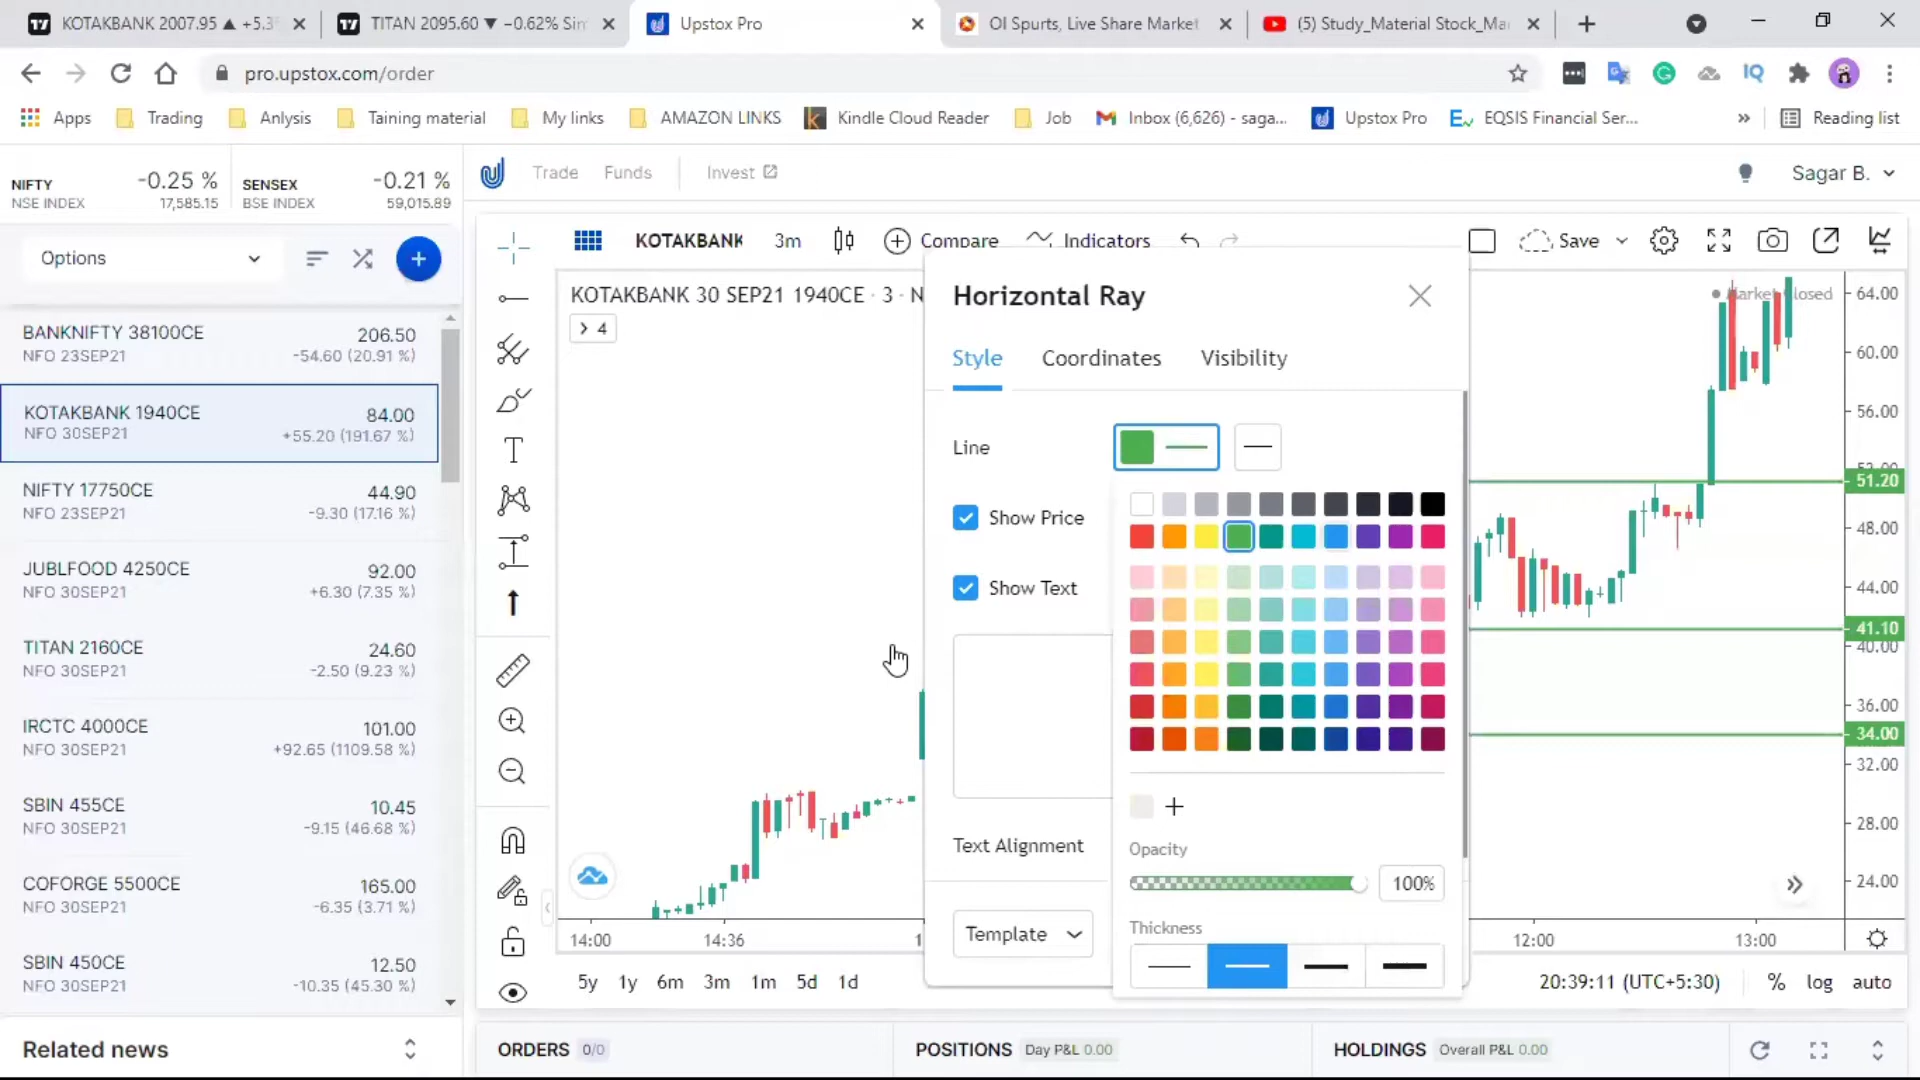 KOTAKBANK 2007.95 ▲ +5.3
TITAN 2095.60 ▼ −0.62% Sim
Upstox Pro
OI Spurts, Live Share Market
(5) Study_Material Stock_Ma
pro.upstox.com/order
IQ
Apps
Trading
Anlysis
Taining material
My links
AMAZON LINKS
Kindle Cloud Reader
Job
Inbox (6,626) - saga...
Upstox Pro
EQSIS Financial Ser...
Reading list
NIFTY -0.25 %
NSE INDEX 17,585.15
SENSEX -0.21 %
BSE INDEX 59,015.89
Trade
Funds
Invest
Sagar B.
Options
BANKNIFTY 38100CE 206.50
NFO 23SEP21 -54.60 (20.91 %)
KOTAKBANK 1940CE 84.00
NFO 30SEP21 +55.20 (191.67 %)
NIFTY 17750CE 44.90
NFO 23SEP21 -9.30 (17.16 %)
JUBLFOOD 4250CE 92.00
NFO 30SEP21 +6.30 (7.35 %)
TITAN 2160CE 24.60
NFO 30SEP21 -2.50 (9.23 %)
IRCTC 4000CE 101.00
NFO 30SEP21 +92.65 (1109.58 %)
SBIN 455CE 10.45
NFO 30SEP21 -9.15 (46.68 %)
COFORGE 5500CE 165.00
NFO 30SEP21 -6.35 (3.71 %)
SBIN 450CE 12.50
NFO 30SEP21 -10.35 (45.30 %)
Related news
KOTAKBANK
3m
Compare
Indicators
Save
KOTAKBANK 30 SEP21 1940CE · 3 · N
> 4
Horizontal Ray
Style
Coordinates
Visibility
Line
Show Price
Show Text
Text Alignment
Template
Opacity
100%
Thickness
Market Closed
64.00
60.00
56.00
52.00
51.20
48.00
44.00
41.10
40.00
36.00
34.00
32.00
28.00
24.00
14:00
14:36
1
12:00
13:00
5y
1y
6m
3m
1m
5d
1d
20:39:11 (UTC+5:30)
%
log
auto
ORDERS 0/0
POSITIONS Day P&L 0.00
HOLDINGS Overall P&L 0.00